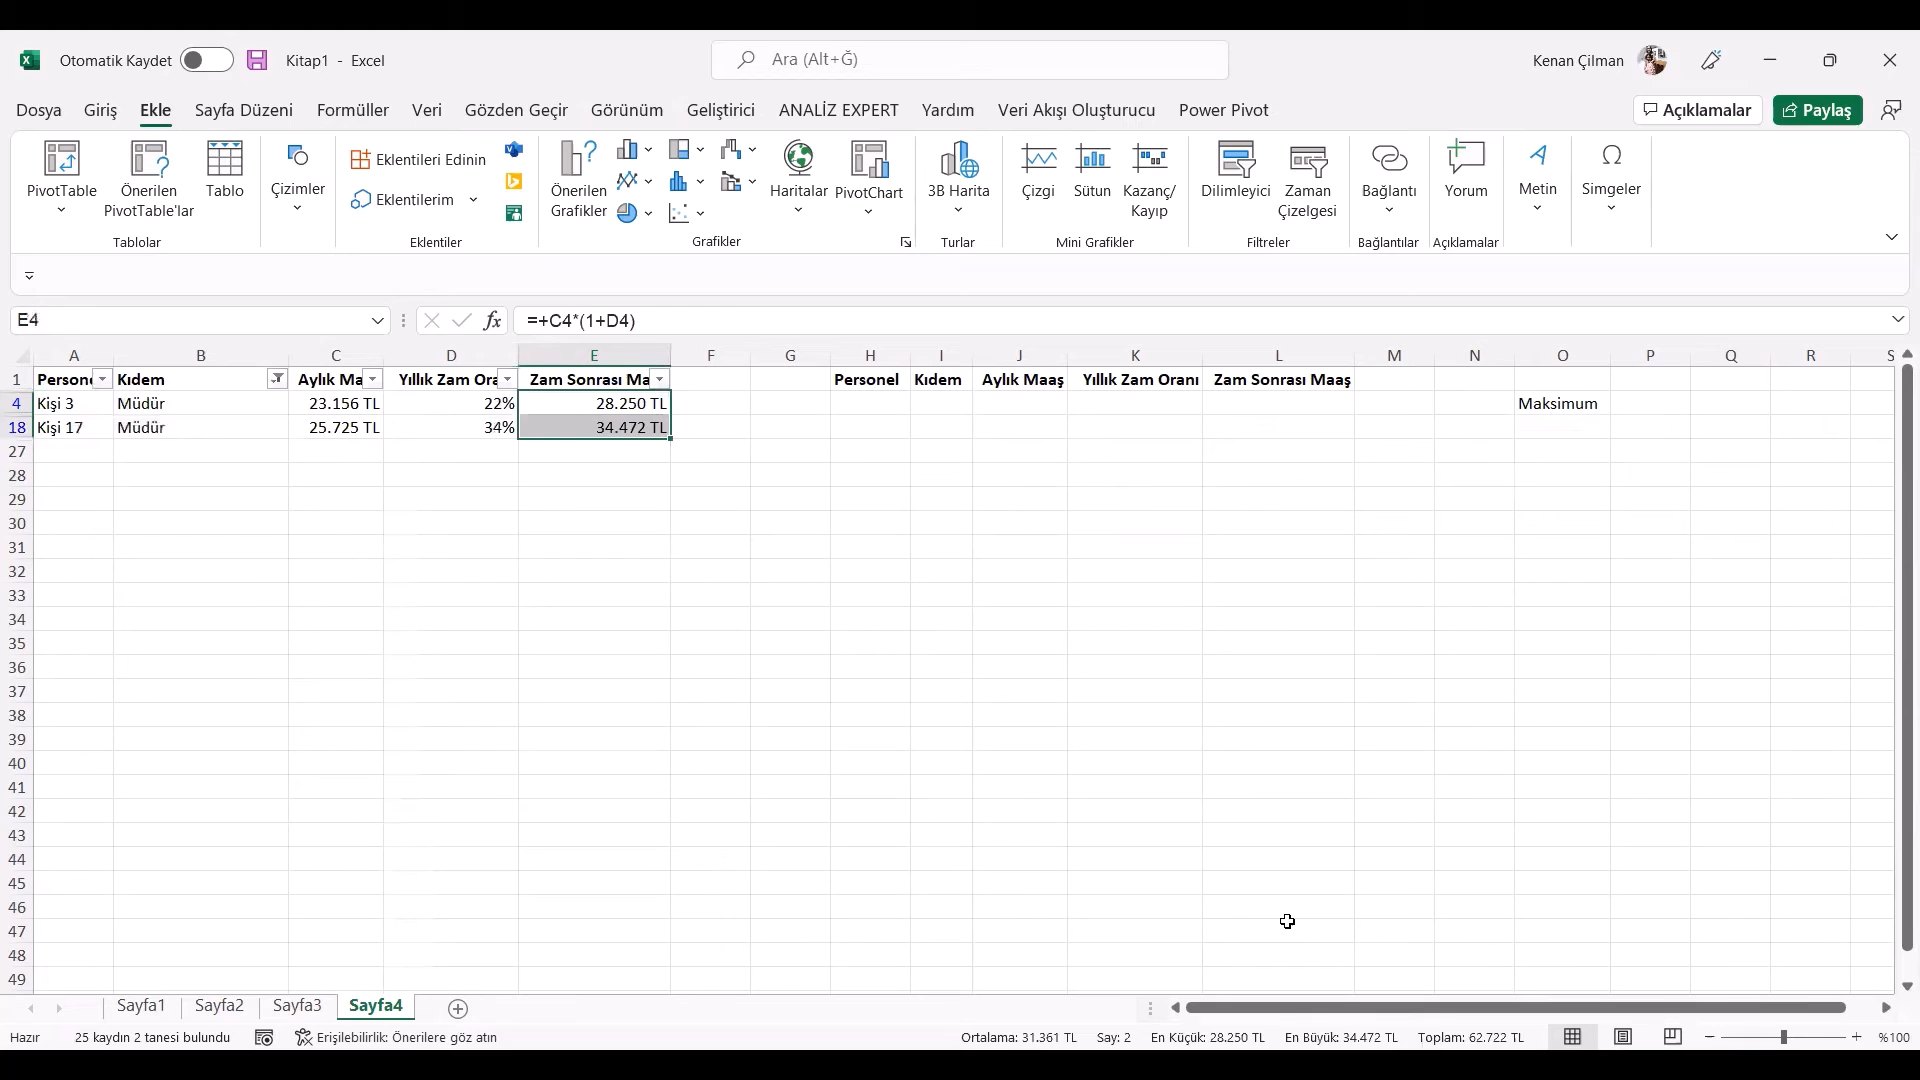 Otomatik Kaydet Kitap1 - Excel Ara (Alt+Ğ) Kenan Çilman
Dosya Giriş Ekle Sayfa Düzeni Formüller Veri Gözden Geçir Görünüm Geliştirici ANALİZ EXPERT Yardım Veri Akışı Oluşturucu Power Pivot Açıklamalar Paylaş
PivotTable Önerilen PivotTable'lar Tablo
Tablolar
Çizimler
Eklentileri Edinin
Eklentilerim
Eklentiler
Önerilen Grafikler Haritalar PivotChart
Grafikler
3B Harita
Turlar
Çizgi Sütun Kazanç/ Kayıp
Mini Grafikler
Dilimleyici Zaman Çizelgesi
Filtreler
Bağlantı
Bağlantılar
Yorum
Açıklamalar
Metin
Simgeler
E4 fx =+C4*(1+D4)
A B C D E F G H I J K L M N O P Q R S
1 Persone Kıdem Aylık Ma Yıllık Zam Ora Zam Sonrası Ma Personel Kıdem Aylık Maaş Yıllık Zam Oranı Zam Sonrası Maaş
4 Kişi 3 Müdür 23.156 TL 22% 28.250 TL Maksimum
18 Kişi 17 Müdür 25.725 TL 34% 34.472 TL
27
28
29
30
31
32
33
34
35
36
37
38
39
40
41
42
43
44
45
46
47
48
49
Sayfa1 Sayfa2 Sayfa3 Sayfa4
Hazır 25 kaydın 2 tanesi bulundu Erişilebilirlik: Önerilere göz atın Ortalama: 31.361 TL Say: 2 En Küçük: 28.250 TL En Büyük: 34.472 TL Toplam: 62.722 TL %100